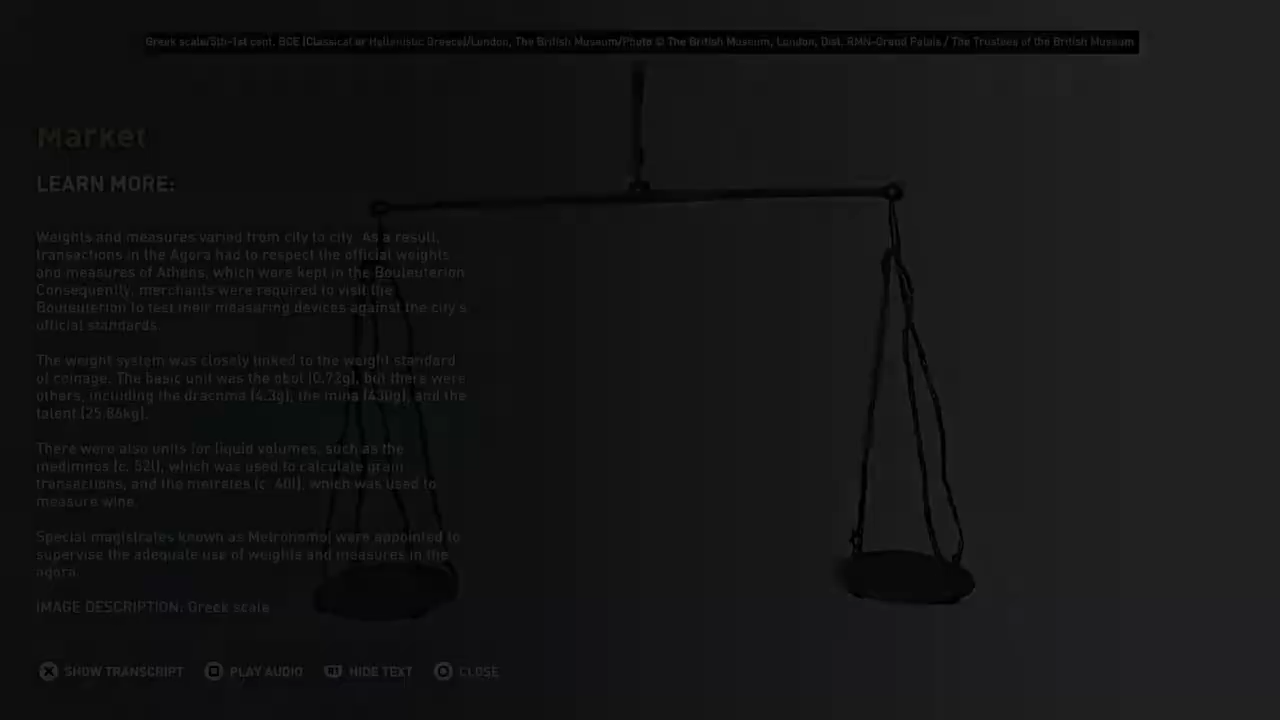 Greek scale/5th-1st cent. BCE (Classical or Hellenistic Greece)/London, The British Museum/Photo © The British Museum, London, Dist. RMN-Grand Palais / The Trustees of the British Museum
Market
LEARN MORE:
Weights and measures varied from city to city. As a result,
transactions in the Agora had to respect the official weights
and measures of Athens, which were kept in the Bouleuterion.
Consequently, merchants were required to visit the
Bouleuterion to test their measuring devices against the city's
official standards.
The weight system was closely linked to the weight standard
of coinage. The basic unit was the obol (0.72g), but there were
others, including the drachma (4.3g), the mina (430g), and the
talent (25.86kg).
There were also units for liquid volumes, such as the
medimnos (c. 52l), which was used to calculate grain
transactions, and the metretes (c. 40l), which was used to
measure wine.
Special magistrates known as Metronomoi were appointed to
supervise the adequate use of weights and measures in the
agora.
IMAGE DESCRIPTION: Greek scale
SHOW TRANSCRIPT PLAY AUDIO R1 HIDE TEXT CLOSE